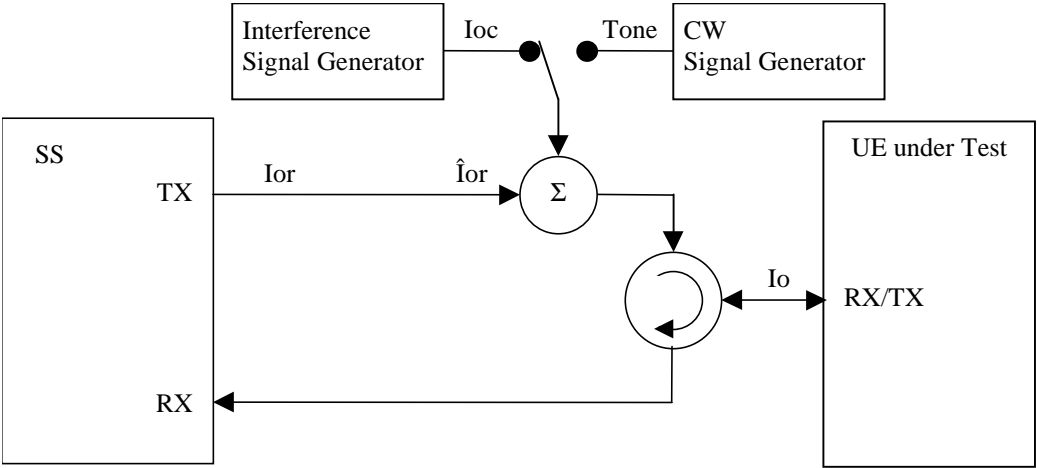 Interference
Signal Generator
Ioc
Tone
CW
Signal Generator
SS
UE under Test
TX
Ior
Îor
Σ
Io
RX/TX
RX